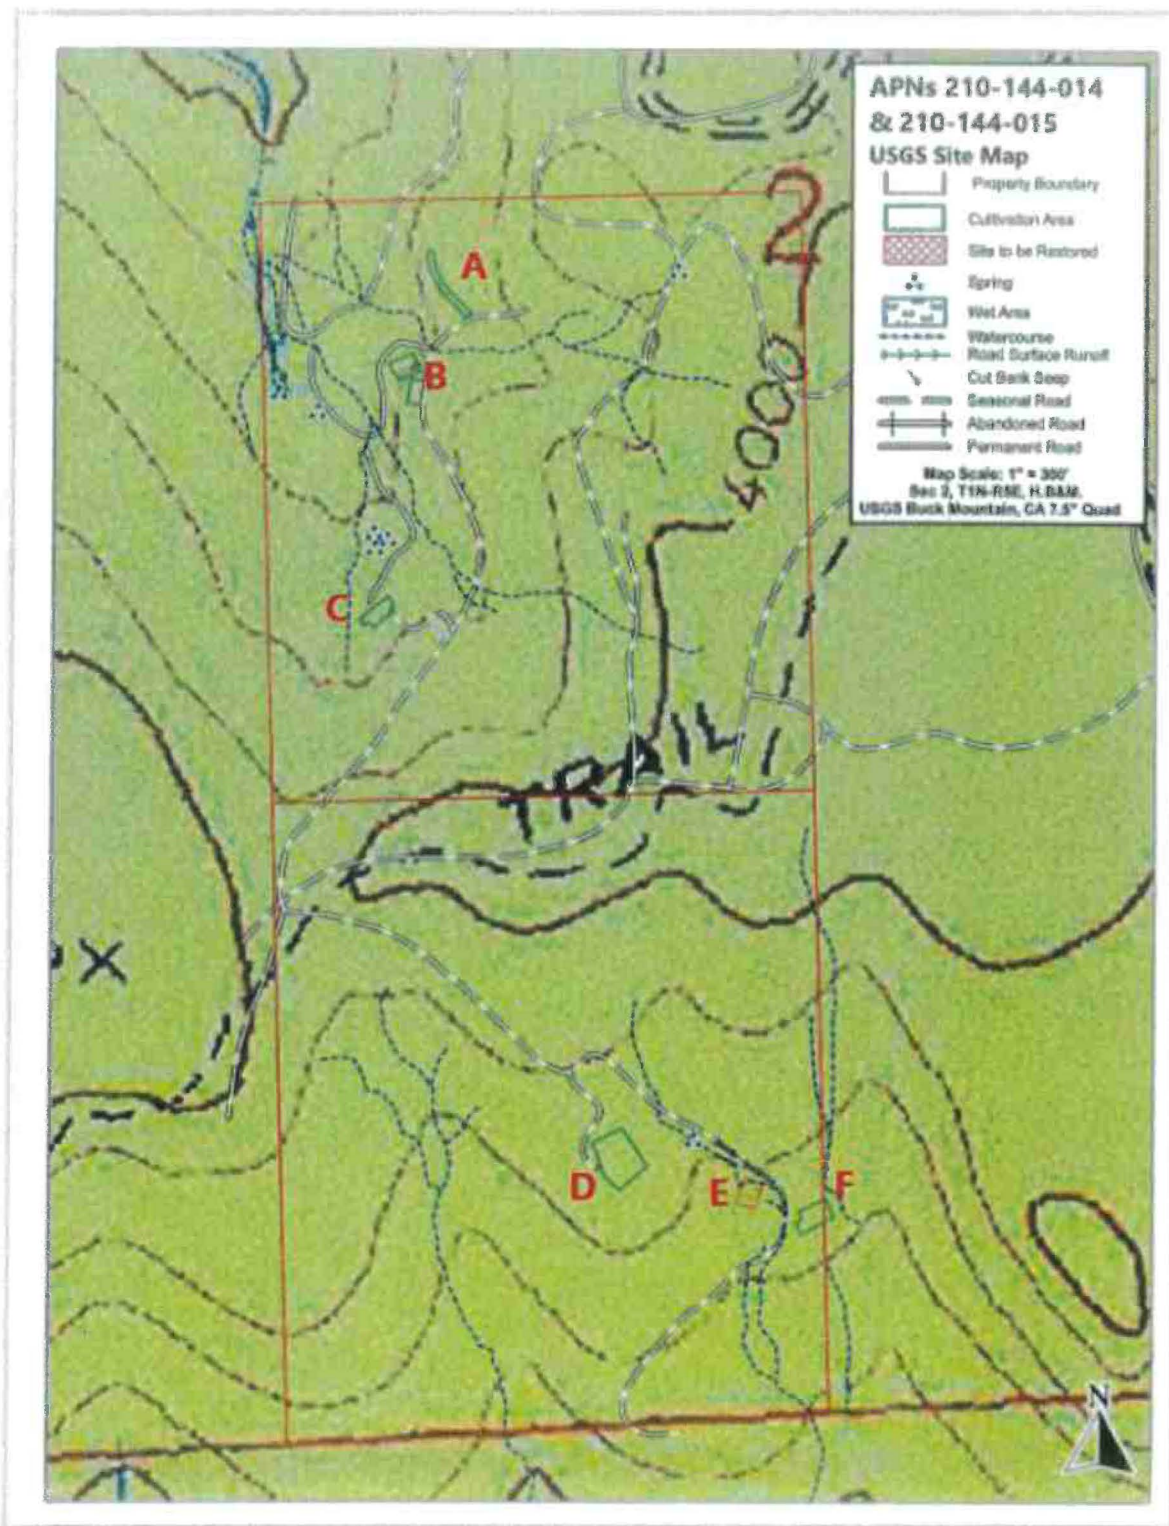 APNs 210-144-014
& 210-144-015
USGS Site Map
Property Boundary
Cultivation Area
Site to be Restored
Spring
Wet Area
Watercourse
Road Surface Runoff
Cut Bank Seep
Seasonal Road
Abandoned Road
Permanent Road
Map Scale: 1" = 300'
Sec 2, T1N-R5E, H.B&M.
USGS Buck Mountain, CA 7.5" Quad
2
A
B
4000
C
TRAIL
X
D
E
F
N